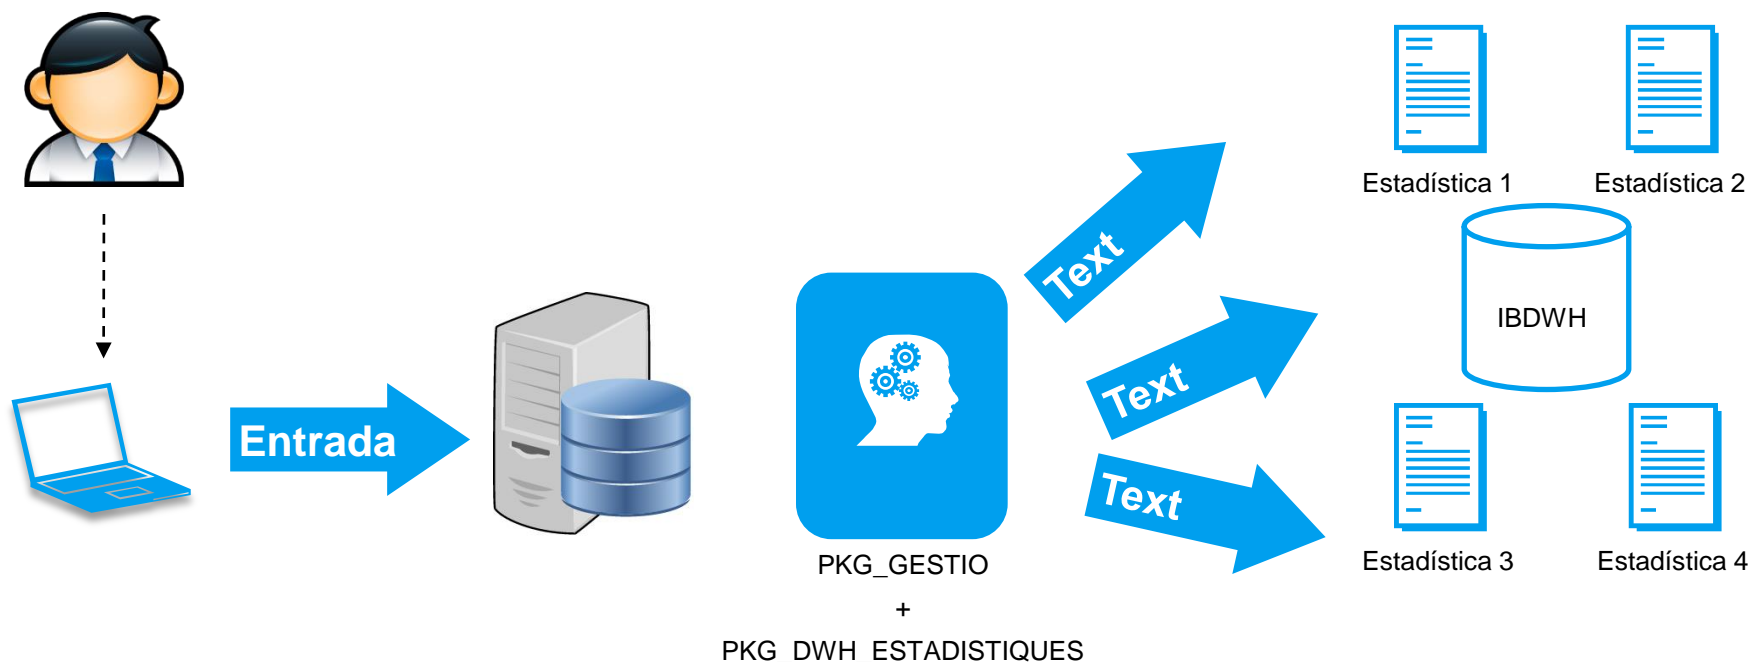 Estadística 1
Estadística 2
Text
IBDWH
Text
Entrada
Text
Estadística 3
Estadística 4
PKG_GESTIO
+
PKG_DWH_ESTADISTIQUES